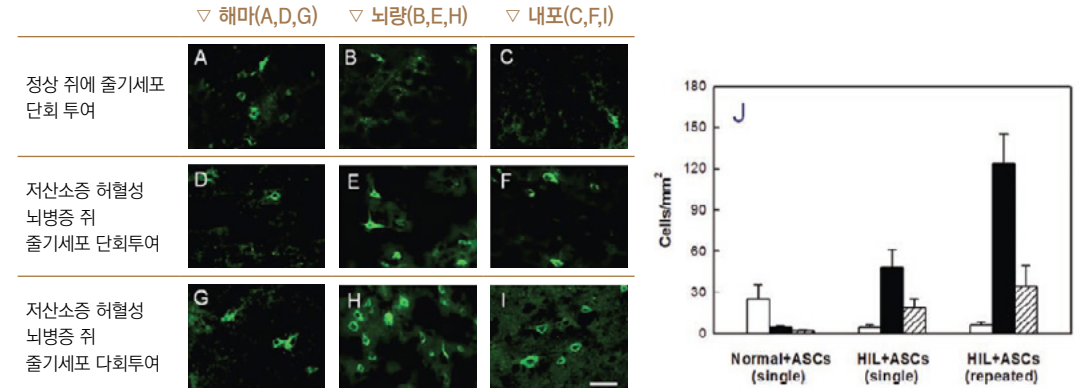 ▽ 해마(A,D,G) ▽ 뇌량(B,E,H) ▽ 내포(C,F,I)
정상 쥐에 줄기세포
단회 투여
A B C
저산소증 허혈성
뇌병증 쥐
줄기세포 단회투여
D E F
저산소증 허혈성
뇌병증 쥐
줄기세포 다회투여
G H I
J
Cells/mm²
180
150
120
90
60
30
0
Normal+ASCs HIL+ASCs HIL+ASCs
(single) (single) (repeated)